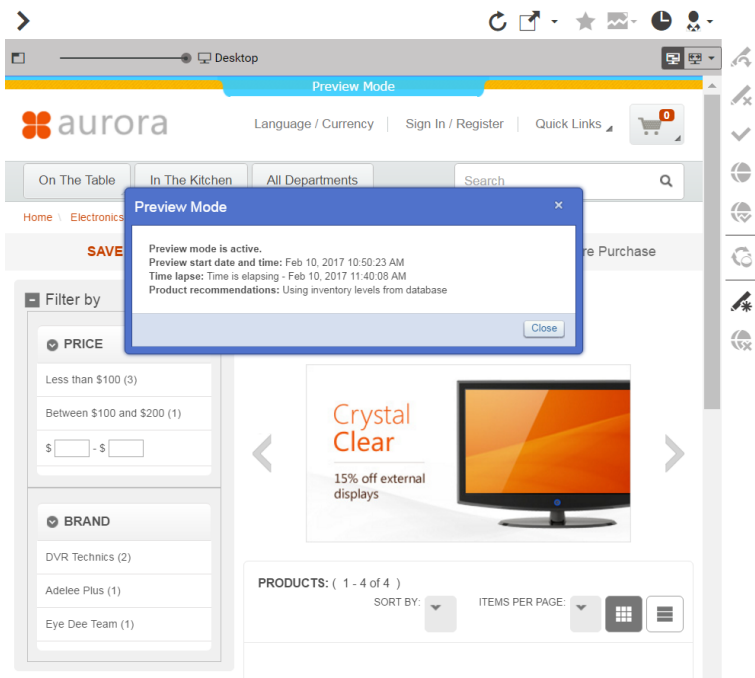 Desktop
Preview Mode
aurora
Language / Currency
Sign In / Register
Quick Links
0
On The Table
In The Kitchen
All Departments
Search
Home \ Electronics
SAVE
re Purchase
Preview Mode
×
Preview mode is active.
Preview start date and time: Feb 10, 2017 10:50:23 AM
Time lapse: Time is elapsing - Feb 10, 2017 11:40:08 AM
Product recommendations: Using inventory levels from database
Close
Filter by
PRICE
Less than $100 (3)
Between $100 and $200 (1)
$ - $
BRAND
DVR Technics (2)
Adelee Plus (1)
Eye Dee Team (1)
Crystal
Clear
15% off external
displays
PRODUCTS: ( 1 - 4 of 4 )
SORT BY:
ITEMS PER PAGE: